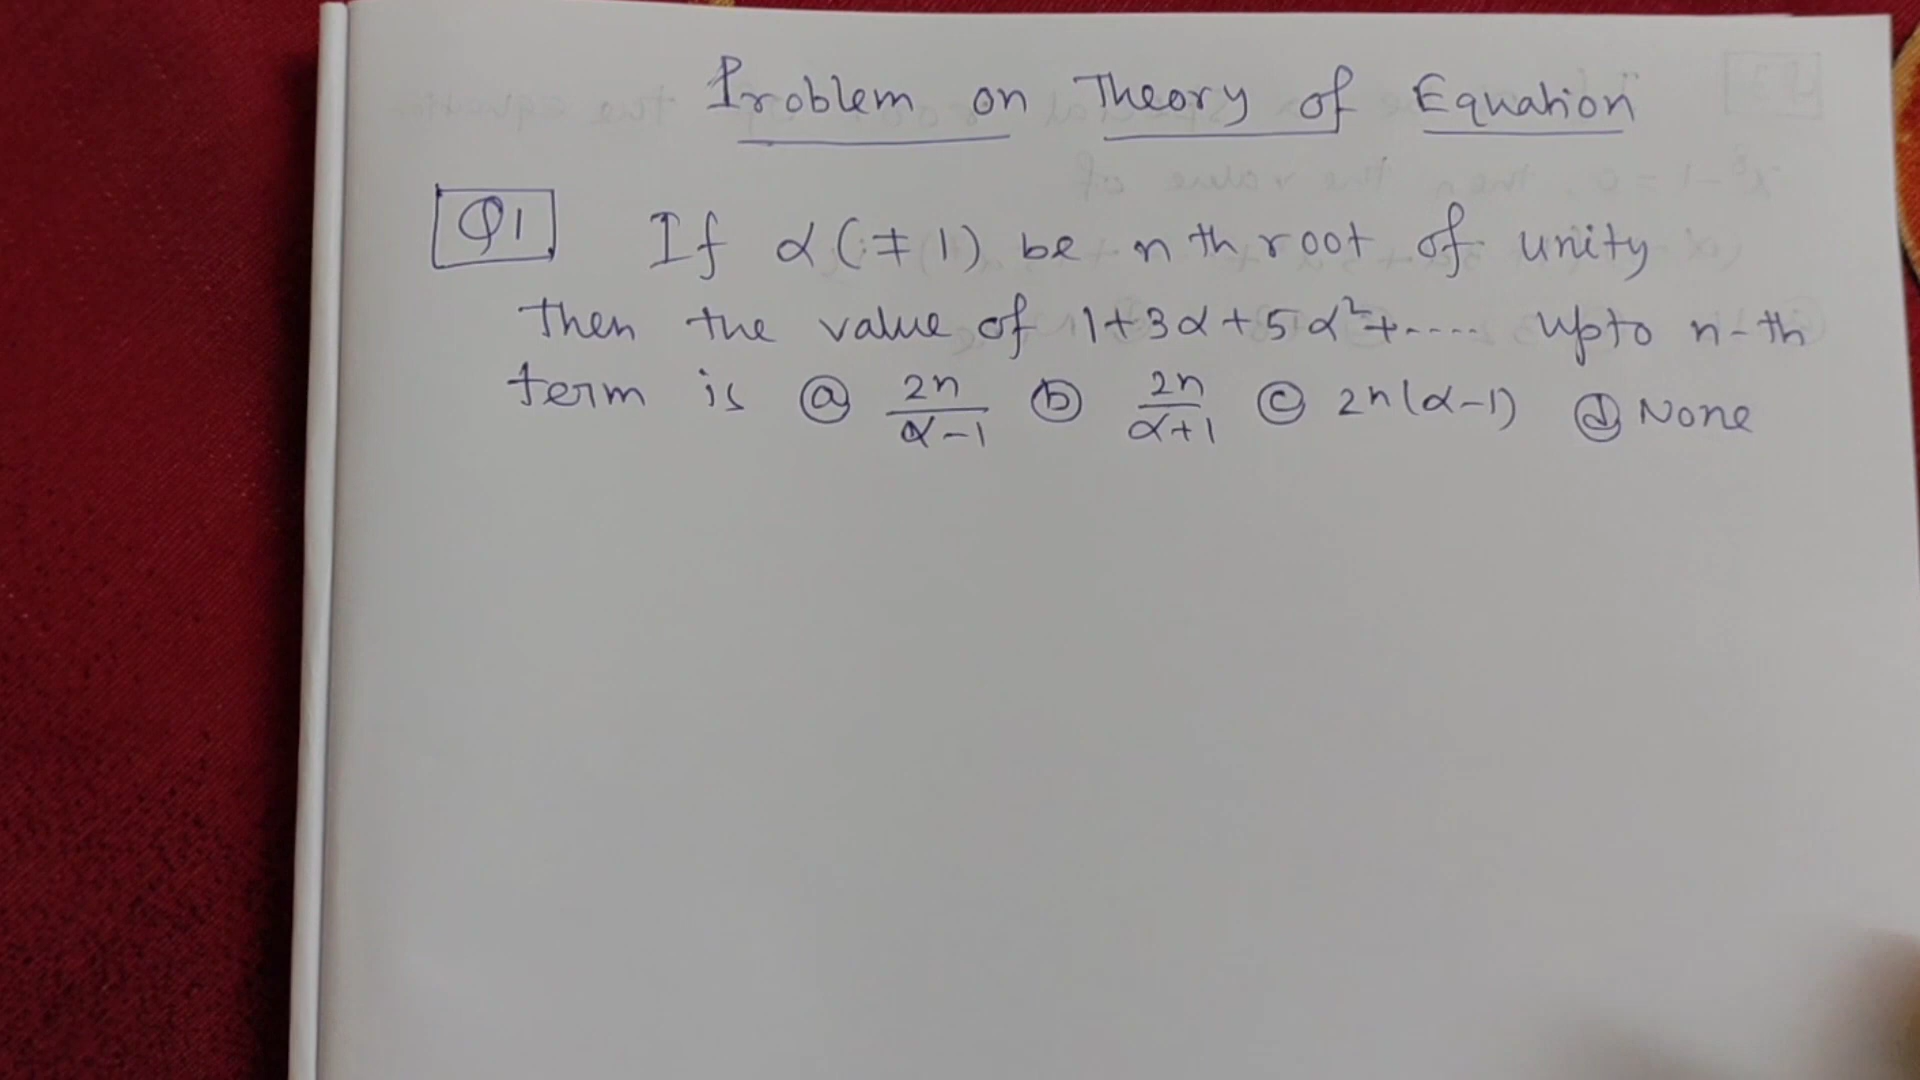 Problem on Theory of Equation
Q1 If α(≠1) be nth root of unity
then the value of 1+3α+5α²+.... upto n-th
term is ⓐ 2n/(α-1) ⓑ 2n/(α+1) ⓒ 2n(α-1) ⓓ None